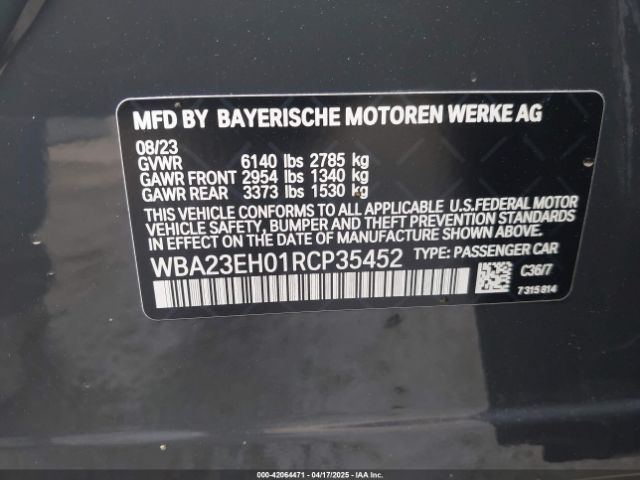 MFD BY BAYERISCHE MOTOREN WERKE AG
08/23
GVWR 6140 lbs 2785 kg
GAWR FRONT 2954 lbs 1340 kg
GAWR REAR 3373 lbs 1530 kg
THIS VEHICLE CONFORMS TO ALL APPLICABLE U.S.FEDERAL MOTOR
VEHICLE SAFETY, BUMPER, AND THEFT PREVENTION STANDARDS
IN EFFECT ON THE DATE OF MANUFACTURE SHOWN ABOVE.
WBA23EH01RCP35452 TYPE: PASSENGER CAR
C36/7
7315814
000-42064471 - 04/17/2025 - IAAI.COM